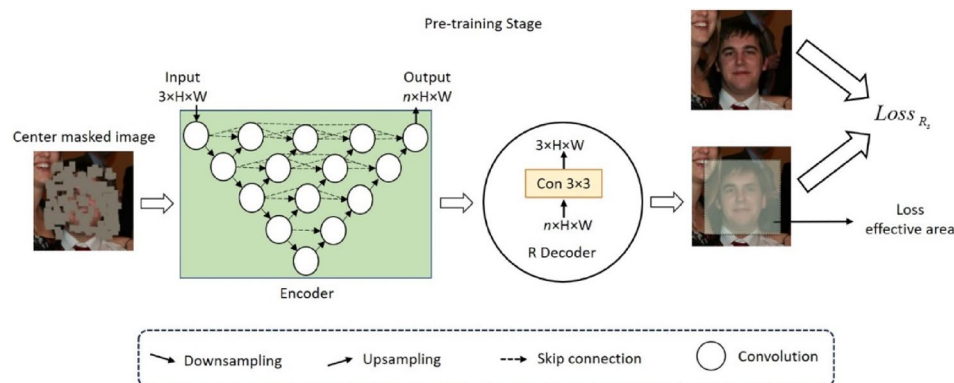 Pre-training Stage
Input
3×H×W
Output
n×H×W
Center masked image
Encoder
3×H×W
Con 3×3
n×H×W
R Decoder
Loss R_s
Loss
effective area
Downsampling
Upsampling
Skip connection
Convolution